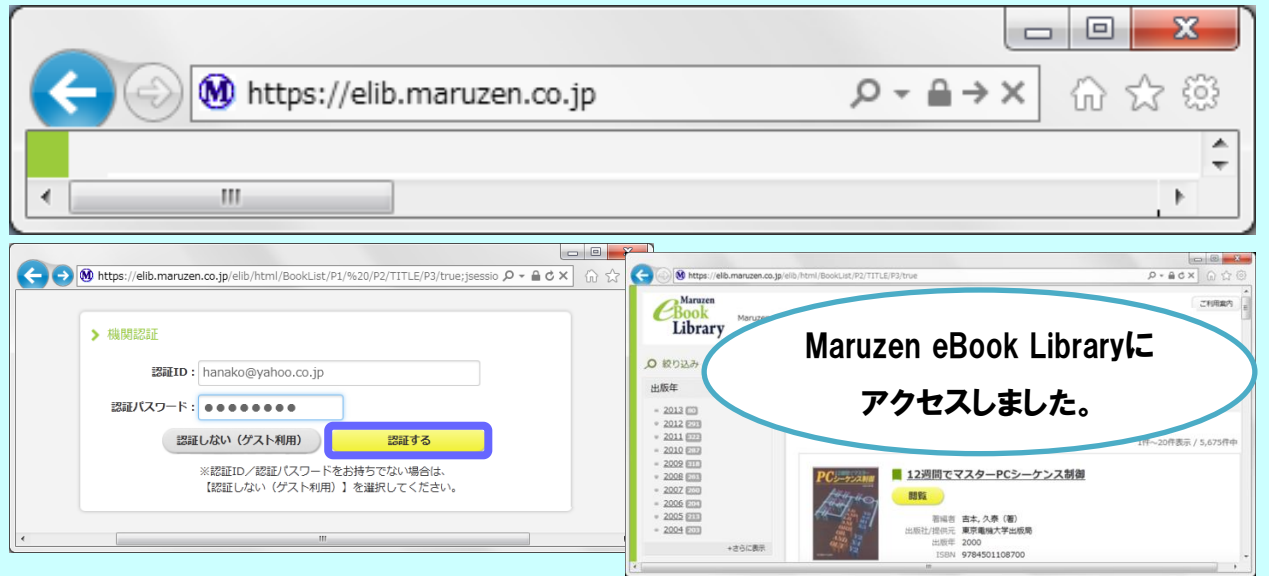 https://elib.maruzen.co.jp
https://elib.maruzen.co.jp/elib/html/BookList/P1/%20/P2/TITLE/P3/true;jsessio
機関認証
認証ID：hanako@yahoo.co.jp
認証パスワード：●●●●●●●●
認証しない（ゲスト利用） 認証する
※認証ID／認証パスワードをお持ちでない場合は、
【認証しない（ゲスト利用）】を選択してください。
https://elib.maruzen.co.jp/elib/html/BookList/P2/TITLE/P3/true
Maruzen
eBook
Library
Maruzen
ご利用案内
Maruzen eBook Libraryに
アクセスしました。
絞り込み
出版年
2013
2012
2011
2010
2009
2008
2007
2006
2005
2004
+さらに表示
1件～20件表示 / 5,675件中
12週間でマスターPCシーケンス制御
閲覧
著編者 吉本, 久泰（著）
出版社/提供元 東京電機大学出版局
出版年 2000
ISBN 9784501108700